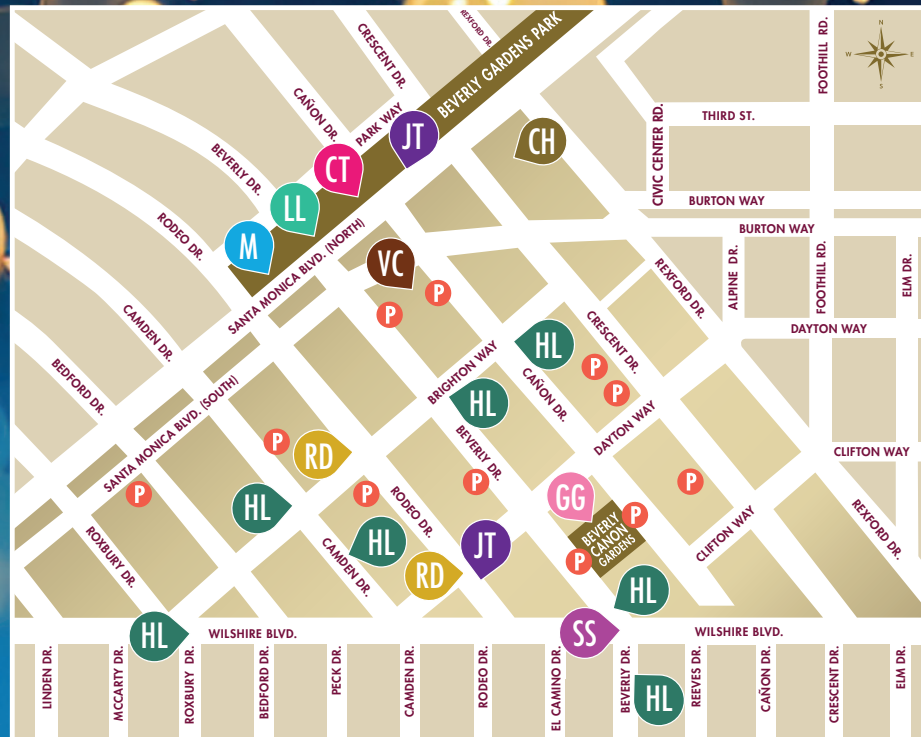 REXFORD DR.
CRESCENT DR.
BEVERLY GARDENS PARK
FOOTHILL RD.
N
W
E
S
CAÑON DR.
PARK WAY
JT
CH
CIVIC CENTER RD.
THIRD ST.
CT
BEVERLY DR.
LL
BURTON WAY
RODEO DR.
M
SANTA MONICA BLVD. (NORTH)
VC
BURTON WAY
REXFORD DR.
ALPINE DR.
FOOTHILL RD.
ELM DR.
P
P
CAMDEN DR.
BEDFORD DR.
BRIGHTON WAY
HL
CRESCENT DR.
DAYTON WAY
P
P
CAÑON DR.
HL
BEVERLY DR.
DAYTON WAY
SANTA MONICA BLVD. (SOUTH)
P
RD
CLIFTON WAY
P
P
P
P
HL
RODEO DR.
GG
P
BEVERLY
CANON
GARDENS
P
CLIFTON WAY
REXFORD DR.
ROXBURY DR.
CAMDEN DR.
HL
RD
JT
HL
HL
WILSHIRE BLVD.
SS
WILSHIRE BLVD.
LINDEN DR.
MCCARTY DR.
ROXBURY DR.
BEDFORD DR.
PECK DR.
CAMDEN DR.
RODEO DR.
EL CAMINO DR.
BEVERLY DR.
HL
REEVES DR.
CAÑON DR.
CRESCENT DR.
ELM DR.